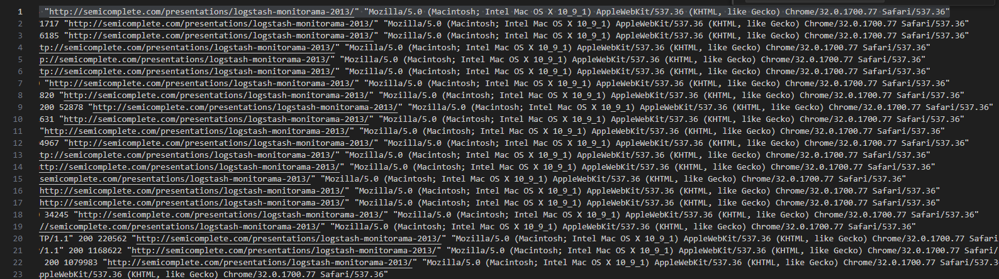 1 "http://semicomplete.com/presentations/logstash-monitorama-2013/" "Mozilla/5.0 (Macintosh; Intel Mac OS X 10_9_1) AppleWebKit/537.36 (KHTML, like Gecko) Chrome/32.0.1700.77 Safari/537.36"
2 1717 "http://semicomplete.com/presentations/logstash-monitorama-2013/" "Mozilla/5.0 (Macintosh; Intel Mac OS X 10_9_1) AppleWebKit/537.36 (KHTML, like Gecko) Chrome/32.0.1700.77 Safari/537.36"
3 6185 "http://semicomplete.com/presentations/logstash-monitorama-2013/" "Mozilla/5.0 (Macintosh; Intel Mac OS X 10_9_1) AppleWebKit/537.36 (KHTML, like Gecko) Chrome/32.0.1700.77 Safari/537.36"
4 tp://semicomplete.com/presentations/logstash-monitorama-2013/" "Mozilla/5.0 (Macintosh; Intel Mac OS X 10_9_1) AppleWebKit/537.36 (KHTML, like Gecko) Chrome/32.0.1700.77 Safari/537.36"
5 p://semicomplete.com/presentations/logstash-monitorama-2013/" "Mozilla/5.0 (Macintosh; Intel Mac OS X 10_9_1) AppleWebKit/537.36 (KHTML, like Gecko) Chrome/32.0.1700.77 Safari/537.36"
6 tp://semicomplete.com/presentations/logstash-monitorama-2013/" "Mozilla/5.0 (Macintosh; Intel Mac OS X 10_9_1) AppleWebKit/537.36 (KHTML, like Gecko) Chrome/32.0.1700.77 Safari/537.36"
7 "http://semicomplete.com/presentations/logstash-monitorama-2013/" "Mozilla/5.0 (Macintosh; Intel Mac OS X 10_9_1) AppleWebKit/537.36 (KHTML, like Gecko) Chrome/32.0.1700.77 Safari/537.36"
8 820 "http://semicomplete.com/presentations/logstash-monitorama-2013/" "Mozilla/5.0 (Macintosh; Intel Mac OS X 10_9_1) AppleWebKit/537.36 (KHTML, like Gecko) Chrome/32.0.1700.77 Safari/537.36"
9 200 52878 "http://semicomplete.com/presentations/logstash-monitorama-2013/" "Mozilla/5.0 (Macintosh; Intel Mac OS X 10_9_1) AppleWebKit/537.36 (KHTML, like Gecko) Chrome/32.0.1700.77 Safari/537.36"
10 631 "http://semicomplete.com/presentations/logstash-monitorama-2013/" "Mozilla/5.0 (Macintosh; Intel Mac OS X 10_9_1) AppleWebKit/537.36 (KHTML, like Gecko) Chrome/32.0.1700.77 Safari/537.36"
11 "http://semicomplete.com/presentations/logstash-monitorama-2013/" "Mozilla/5.0 (Macintosh; Intel Mac OS X 10_9_1) AppleWebKit/537.36 (KHTML, like Gecko) Chrome/32.0.1700.77 Safari/537.36"
12 4967 "http://semicomplete.com/presentations/logstash-monitorama-2013/" "Mozilla/5.0 (Macintosh; Intel Mac OS X 10_9_1) AppleWebKit/537.36 (KHTML, like Gecko) Chrome/32.0.1700.77 Safari/537.36"
13 tp://semicomplete.com/presentations/logstash-monitorama-2013/" "Mozilla/5.0 (Macintosh; Intel Mac OS X 10_9_1) AppleWebKit/537.36 (KHTML, like Gecko) Chrome/32.0.1700.77 Safari/537.36"
14 ttp://semicomplete.com/presentations/logstash-monitorama-2013/" "Mozilla/5.0 (Macintosh; Intel Mac OS X 10_9_1) AppleWebKit/537.36 (KHTML, like Gecko) Chrome/32.0.1700.77 Safari/537.36"
15 semicomplete.com/presentations/logstash-monitorama-2013/" "Mozilla/5.0 (Macintosh; Intel Mac OS X 10_9_1) AppleWebKit/537.36 (KHTML, like Gecko) Chrome/32.0.1700.77 Safari/537.36"
16 http://semicomplete.com/presentations/logstash-monitorama-2013/" "Mozilla/5.0 (Macintosh; Intel Mac OS X 10_9_1) AppleWebKit/537.36 (KHTML, like Gecko) Chrome/32.0.1700.77 Safari/537.36"
17 http://semicomplete.com/presentations/logstash-monitorama-2013/" "Mozilla/5.0 (Macintosh; Intel Mac OS X 10_9_1) AppleWebKit/537.36 (KHTML, like Gecko) Chrome/32.0.1700.77 Safari/537.36"
18 34245 "http://semicomplete.com/presentations/logstash-monitorama-2013/" "Mozilla/5.0 (Macintosh; Intel Mac OS X 10_9_1) AppleWebKit/537.36 (KHTML, like Gecko) Chrome/32.0.1700.77 Safari/537.36"
19 //semicomplete.com/presentations/logstash-monitorama-2013/" "Mozilla/5.0 (Macintosh; Intel Mac OS X 10_9_1) AppleWebKit/537.36 (KHTML, like Gecko) Chrome/32.0.1700.77 Safari/537.36"
20 TP/1.1" 200 220562 "http://semicomplete.com/presentations/logstash-monitorama-2013/" "Mozilla/5.0 (Macintosh; Intel Mac OS X 10_9_1) AppleWebKit/537.36 (KHTML, like Gecko) Chrome/32.0.1700.77 Safari
21 /1.1" 200 1168622 "http://semicomplete.com/presentations/logstash-monitorama-2013/" "Mozilla/5.0 (Macintosh; Intel Mac OS X 10_9_1) AppleWebKit/537.36 (KHTML, like Gecko) Chrome/32.0.1700.77 Safari/
22 200 1079983 "http://semicomplete.com/presentations/logstash-monitorama-2013/" "Mozilla/5.0 (Macintosh; Intel Mac OS X 10_9_1) AppleWebKit/537.36 (KHTML, like Gecko) Chrome/32.0.1700.77 Safari/5
23 ppleWebKit/537.36 (KHTML, like Gecko) Chrome/32.0.1700.77 Safari/537.36"